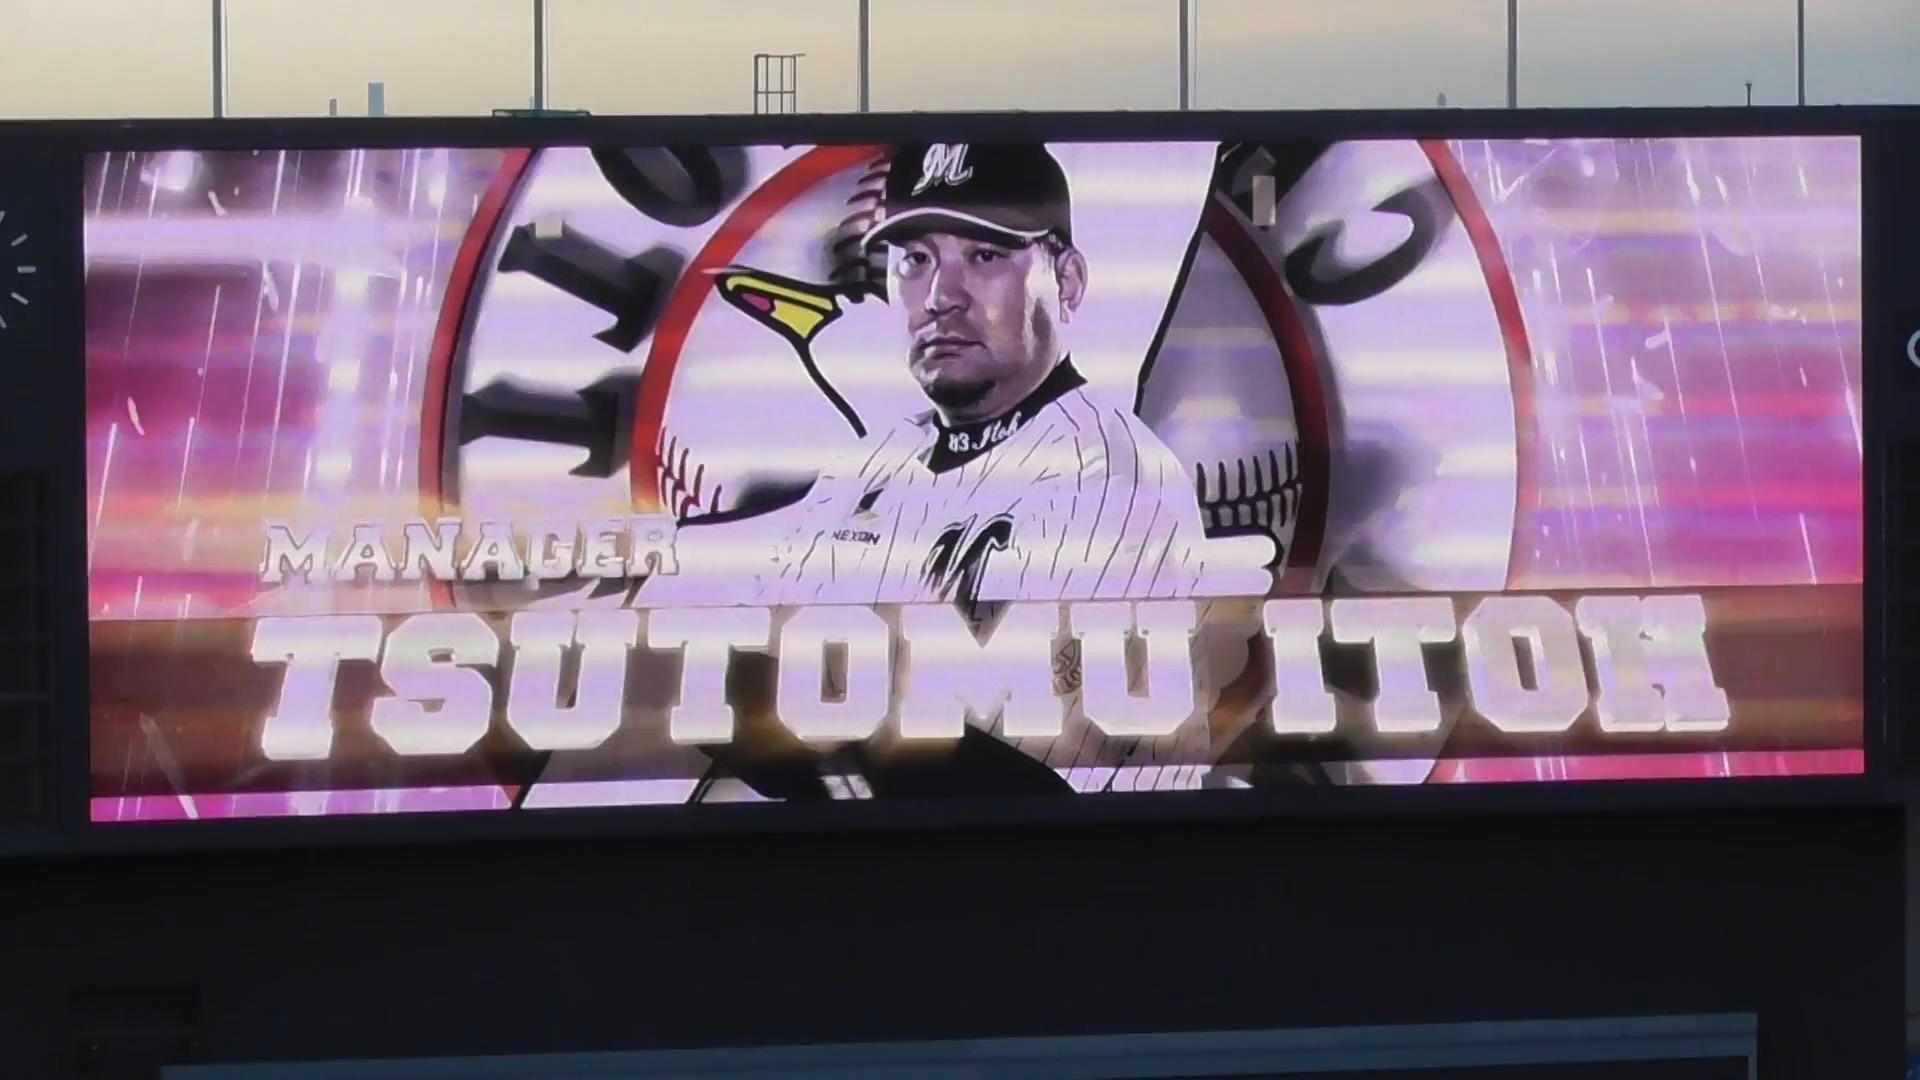 M
83 Itoh
NEXON
M
MANAGER
TSUTOMU ITOH